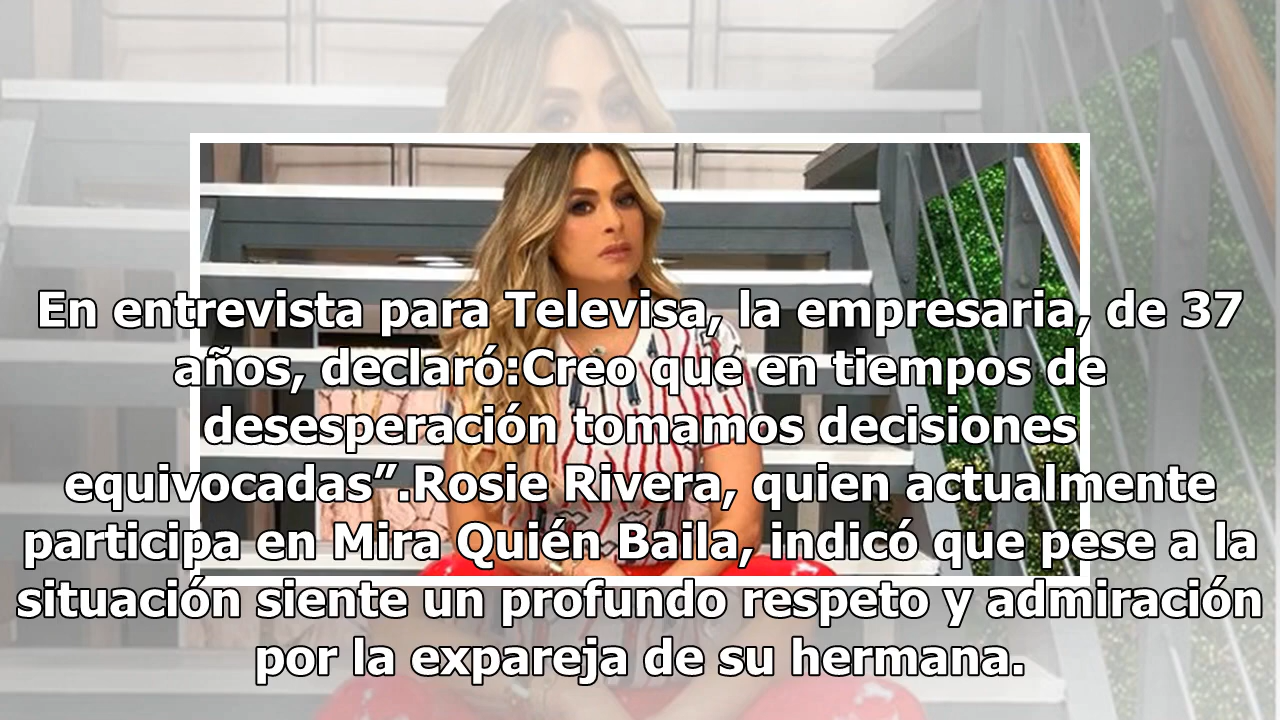 En entrevista para Televisa, la empresaria, de 37
años, declaró:Creo que en tiempos de
desesperación tomamos decisiones
equivocadas”.Rosie Rivera, quien actualmente
participa en Mira Quién Baila, indicó que pese a la
situación siente un profundo respeto y admiración
por la expareja de su hermana.